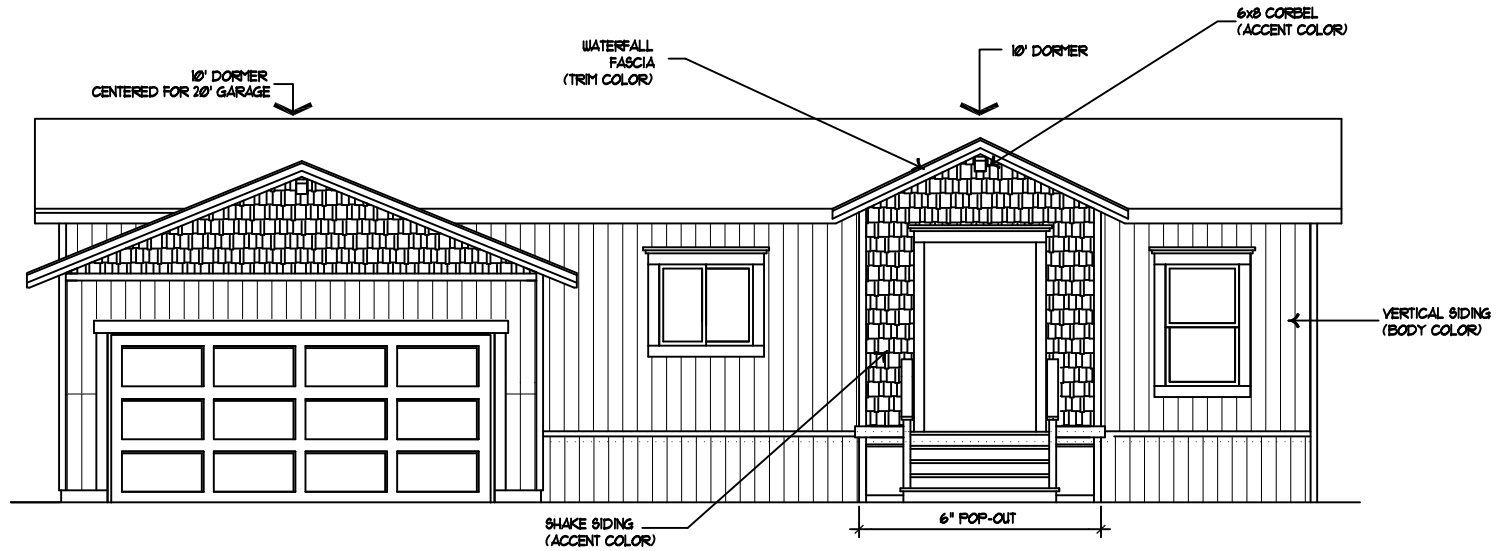 6x8 CORBEL
(ACCENT COLOR)
WATERFALL
FASCIA
(TRIM COLOR)
10' DORMER
10' DORMER
CENTERED FOR 20' GARAGE
VERTICAL SIDING
(BODY COLOR)
SHAKE SIDING
(ACCENT COLOR)
6" POP-OUT